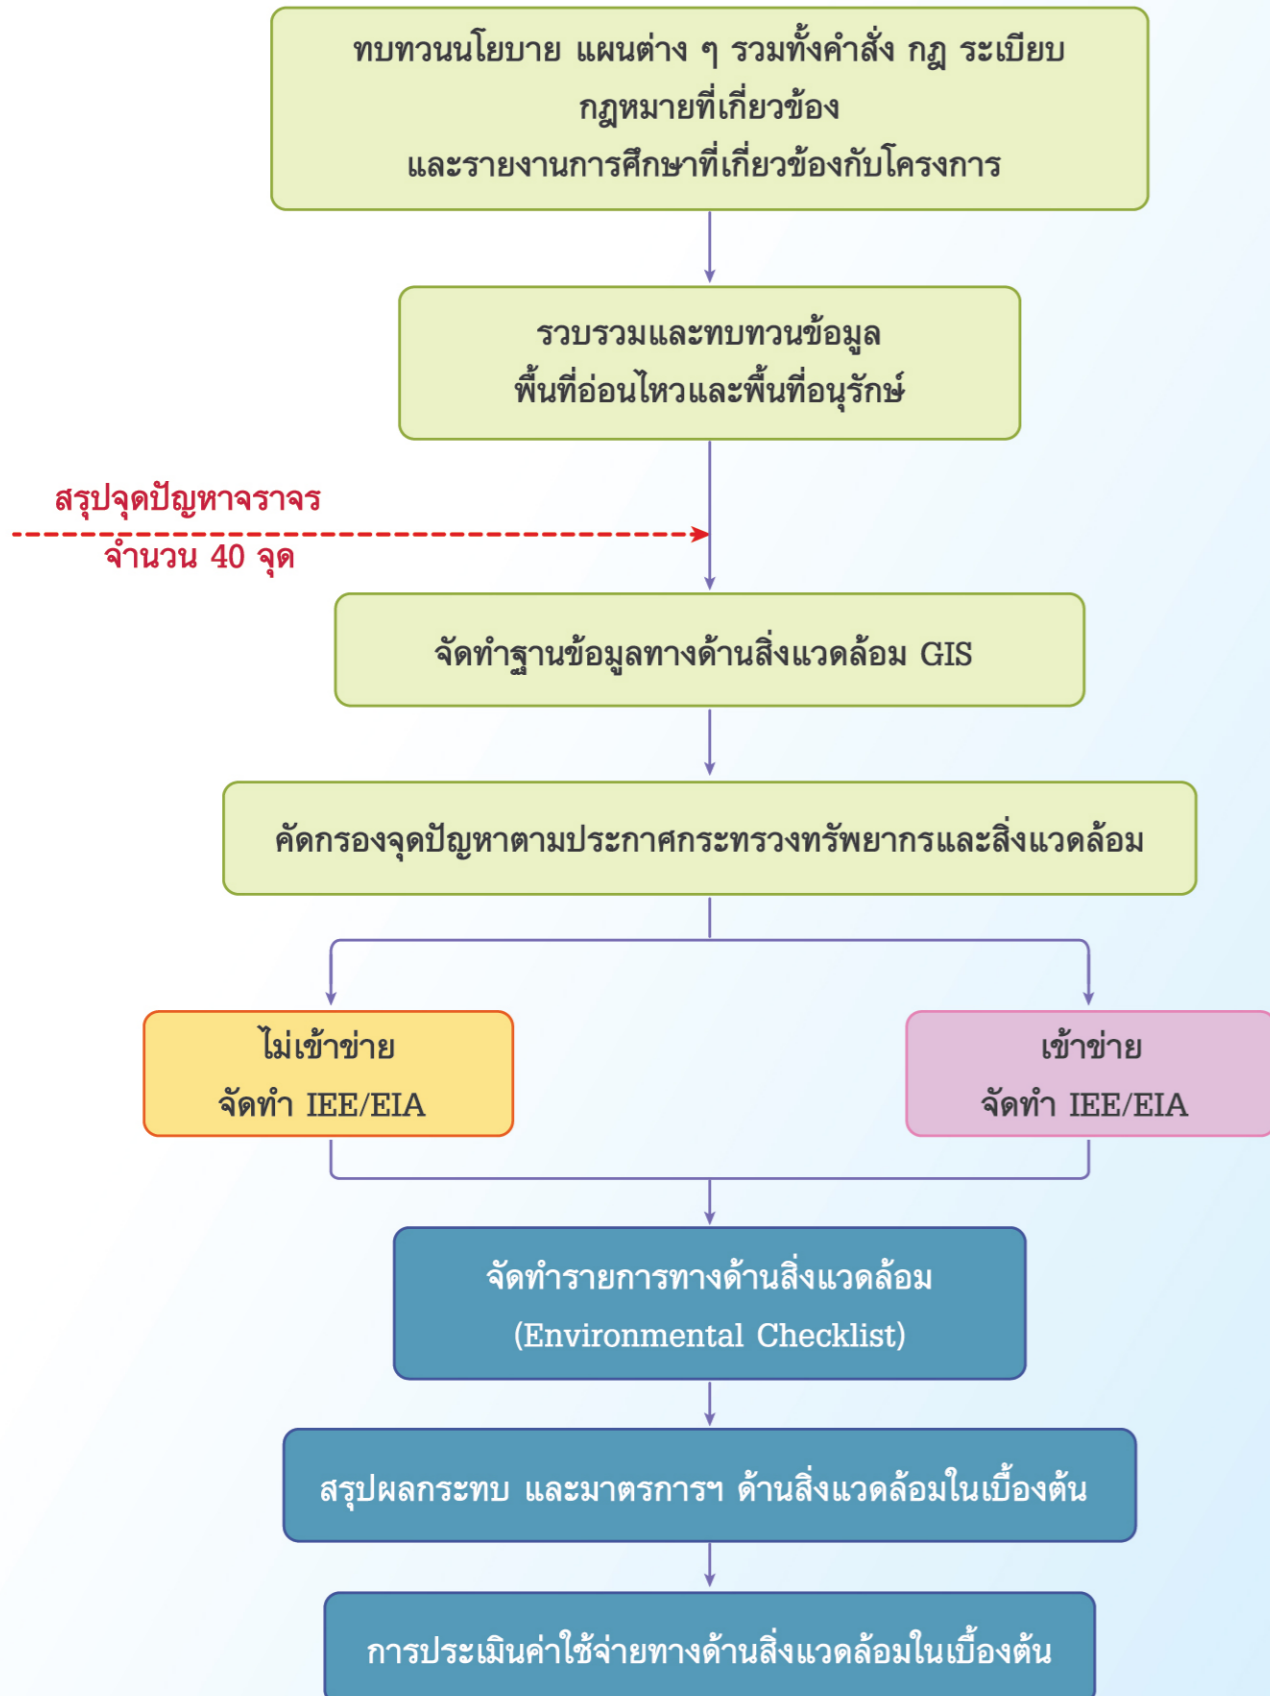 ทบทวนนโยบาย แผนต่าง ๆ รวมทั้งคำสั่ง กฎ ระเบียบ
กฎหมายที่เกี่ยวข้อง
และรายงานการศึกษาที่เกี่ยวข้องกับโครงการ
รวบรวมและทบทวนข้อมูล
พื้นที่อ่อนไหวและพื้นที่อนุรักษ์
สรุปจุดปัญหาจราจร
จำนวน 40 จุด
จัดทำฐานข้อมูลทางด้านสิ่งแวดล้อม GIS
คัดกรองจุดปัญหาตามประกาศกระทรวงทรัพยากรและสิ่งแวดล้อม
ไม่เข้าข่าย
จัดทำ IEE/EIA
เข้าข่าย
จัดทำ IEE/EIA
จัดทำรายการทางด้านสิ่งแวดล้อม
(Environmental Checklist)
สรุปผลกระทบ และมาตรการฯ ด้านสิ่งแวดล้อมในเบื้องต้น
การประเมินค่าใช้จ่ายทางด้านสิ่งแวดล้อมในเบื้องต้น